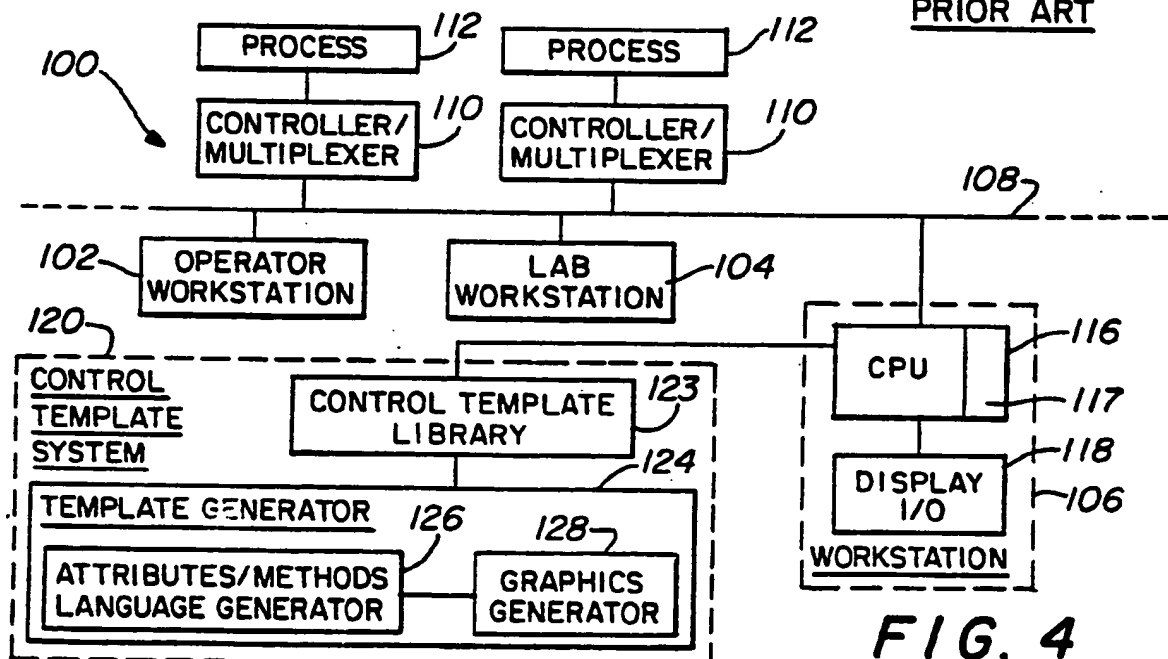 PRIOR ART
PROCESS
112
PROCESS
112
100
CONTROLLER/
MULTIPLEXER
110
CONTROLLER/
MULTIPLEXER
110
108
102
OPERATOR
WORKSTATION
LAB
WORKSTATION
104
120
CONTROL
TEMPLATE
SYSTEM
CONTROL TEMPLATE
LIBRARY
123
CPU
116
117
124
TEMPLATE GENERATOR
126
128
ATTRIBUTES/METHODS
LANGUAGE GENERATOR
GRAPHICS
GENERATOR
DISPLAY
I/O
118
106
WORKSTATION
FIG. 4